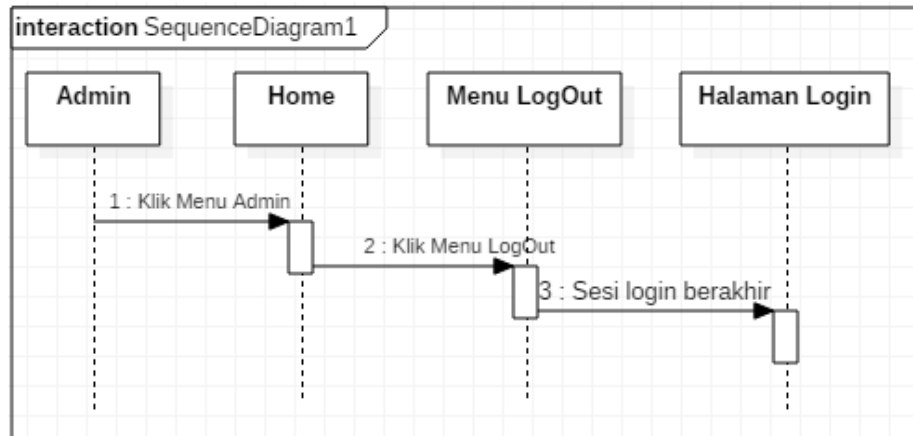 interaction SequenceDiagram1
Admin
Home
Menu LogOut
Halaman Login
1 : Klik Menu Admin
2 : Klik Menu LogOut
3 : Sesi login berakhir